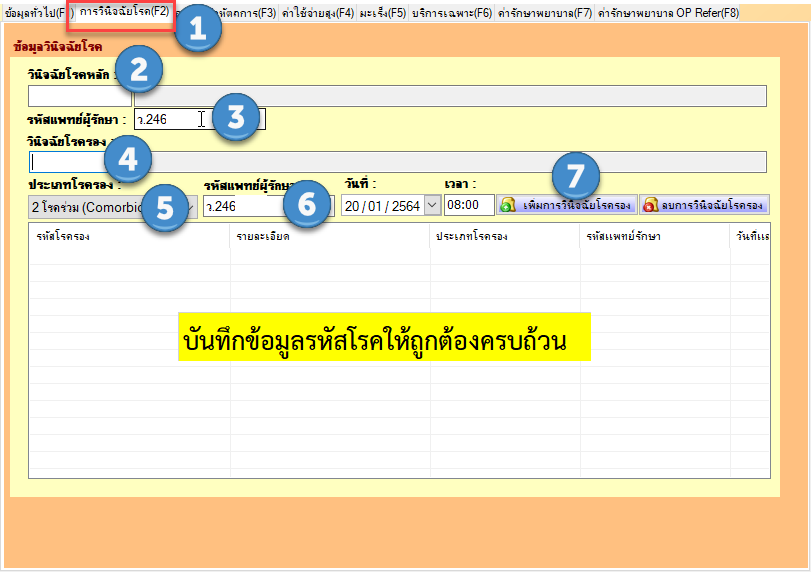 ข้อมูลทั่วไป(F1) การวินิจฉัยโรค(F2) หัตถการ(F3) ค่าใช้จ่ายสูง(F4) มะเร็ง(F5) บริการเฉพาะ(F6) ค่ารักษาพยาบาล(F7) ค่ารักษาพยาบาล OP Refer(F8)
1
ข้อมูลวินิจฉัยโรค
วินิจฉัยโรคหลัก :
2
รหัสแพทย์ผู้รักษา : ว.246
3
วินิจฉัยโรครอง :
4
ประเภทโรครอง : รหัสแพทย์ผู้รักษา วันที่ : เวลา :
7
2 โรคร่วม (Comorbid 5 ว.246 6 20 / 01 / 2564 08:00 เพิ่มการวินิจฉัยโรครอง ลบการวินิจฉัยโรครอง
รหัสโรครอง รายละเอียด ประเภทโรครอง รหัสแพทย์รักษา วันที่และ
บันทึกข้อมูลรหัสโรคให้ถูกต้องครบถ้วน